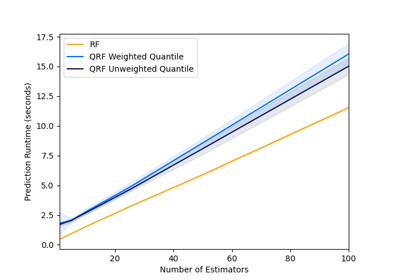 17.5
15.0
12.5
10.0
7.5
5.0
2.5
0.0
Prediction Runtime (seconds)
RF
QRF Weighted Quantile
QRF Unweighted Quantile
20 40 60 80 100
Number of Estimators